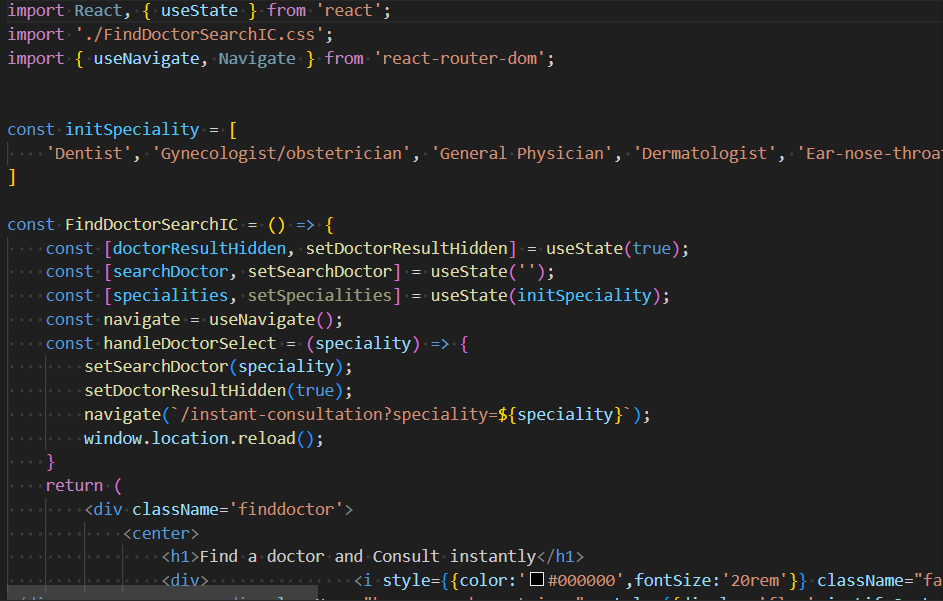 import React, { useState } from 'react';
import './FindDoctorSearchIC.css';
import { useNavigate, Navigate } from 'react-router-dom';
const initSpeciality = [
'Dentist', 'Gynecologist/obstetrician', 'General Physician', 'Dermatologist', 'Ear-nose-throa
]
const FindDoctorSearchIC = () => {
const [doctorResultHidden, setDoctorResultHidden] = useState(true);
const [searchDoctor, setSearchDoctor] = useState('');
const [specialities, setSpecialities] = useState(initSpeciality);
const navigate = useNavigate();
const handleDoctorSelect = (speciality) => {
setSearchDoctor(speciality);
setDoctorResultHidden(true);
navigate(`/instant-consultation?speciality=${speciality}`);
window.location.reload();
}
return (
<div className='finddoctor'>
<center>
<h1>Find a doctor and Consult instantly</h1>
<div> <i style={{color:'#000000',fontSize:'20rem'}} className="fa